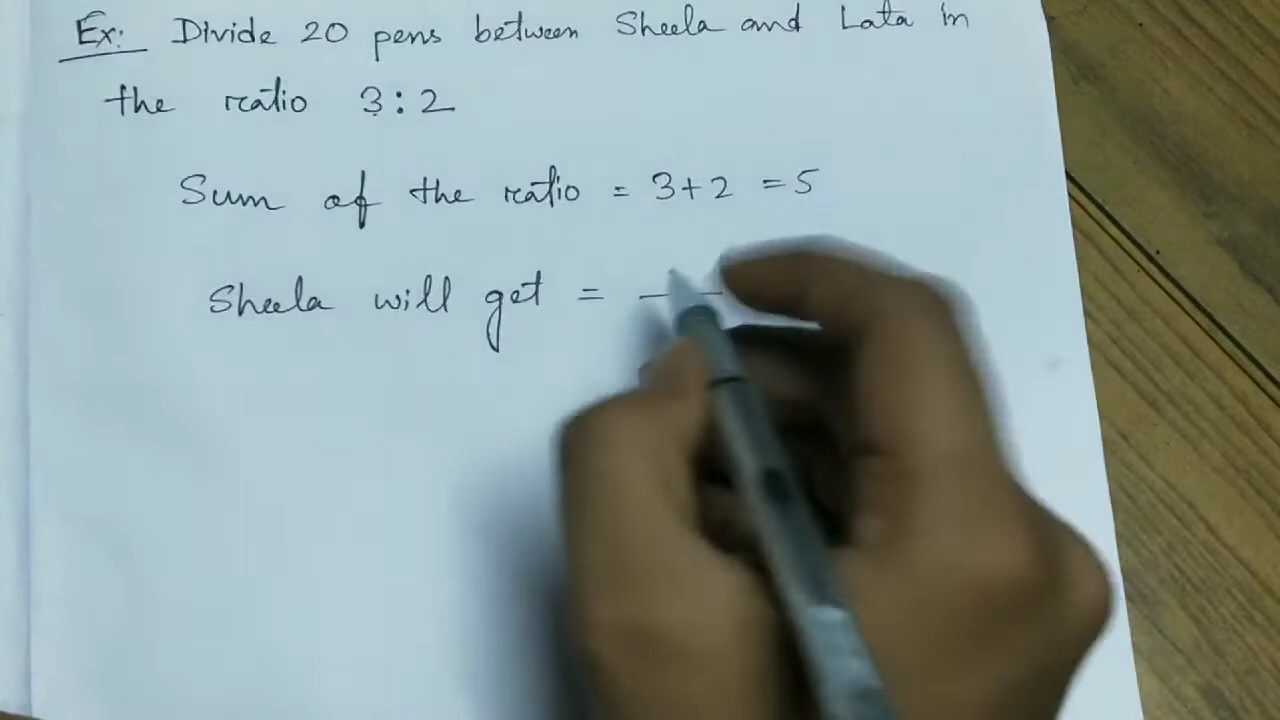 Ex: Divide 20 pens between Sheela and Lata in
the ratio 3:2
Sum of the ratio = 3+2 = 5
Sheela will get =